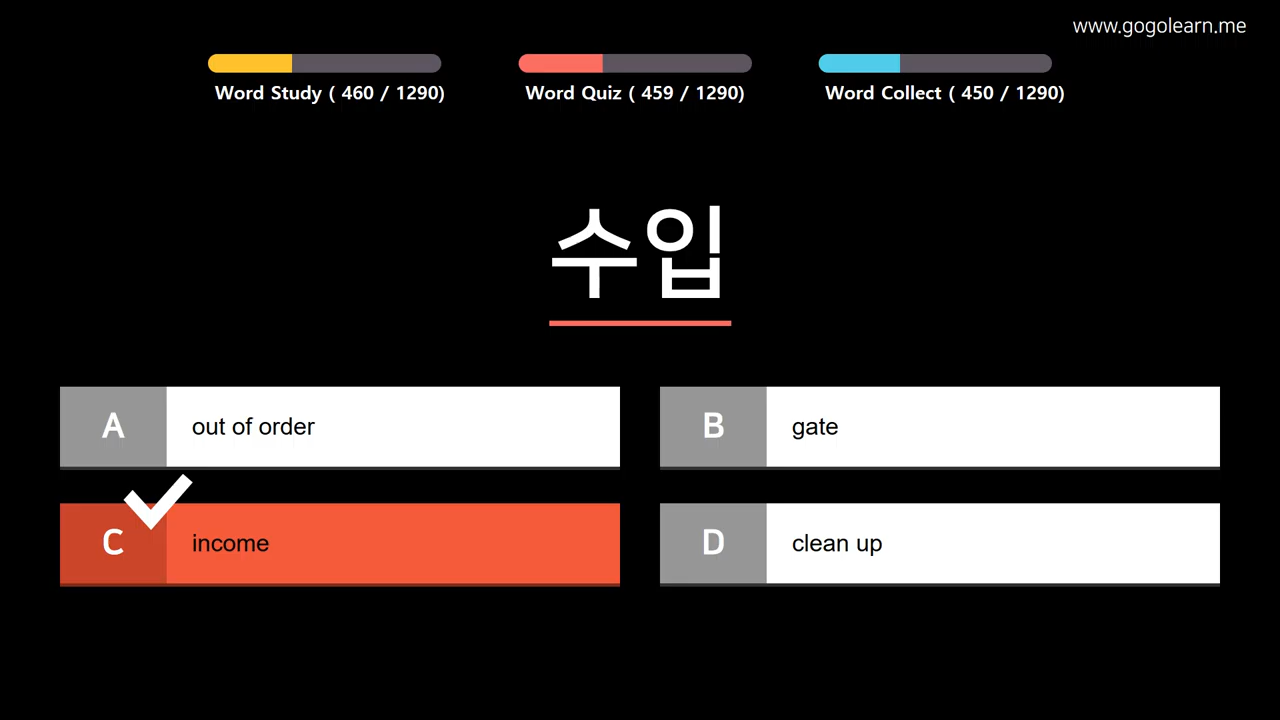 www.gogolearn.me
Word Study ( 460 / 1290)
Word Quiz ( 459 / 1290)
Word Collect ( 450 / 1290)
수입
A
out of order
B
gate
C
income
D
clean up